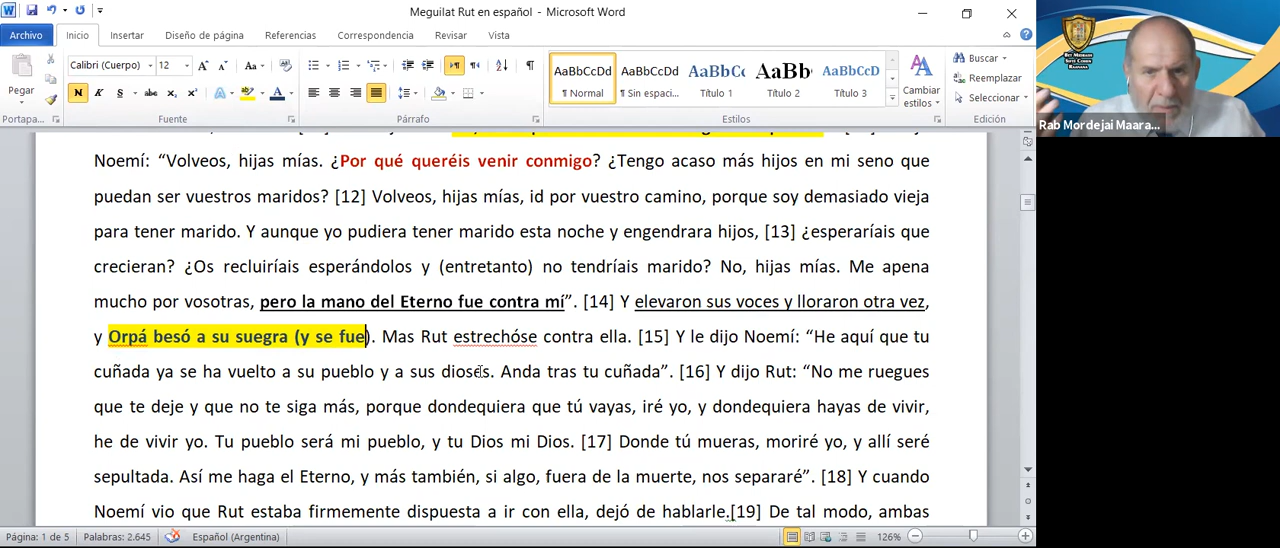 Meguilat Rut en español - Microsoft Word
Archivo Inicio Insertar Diseño de página Referencias Correspondencia Revisar Vista
Calibri (Cuerpo) 12
Pegar
N K S abc x₂ x² A A
AaBbCcDd AaBbCcDd AaBbCc AaBb AaBbCcD
¶ Normal ¶ Sin espaci... Título 1 Título 2 Título 3
Cambiar estilos
Buscar
Reemplazar
Seleccionar
Portapa... Fuente Párrafo Estilos Edición
Rab Mordejai Maara...
Noemí: “Volveos, hijas mías. ¿Por qué queréis venir conmigo? ¿Tengo acaso más hijos en mi seno que
puedan ser vuestros maridos? [12] Volveos, hijas mías, id por vuestro camino, porque soy demasiado vieja
para tener marido. Y aunque yo pudiera tener marido esta noche y engendrara hijos, [13] ¿esperaríais que
crecieran? ¿Os recluiríais esperándolos y (entretanto) no tendríais marido? No, hijas mías. Me apena
mucho por vosotras, pero la mano del Eterno fue contra mí”. [14] Y elevaron sus voces y lloraron otra vez,
y Orpá besó a su suegra (y se fue). Mas Rut estrechóse contra ella. [15] Y le dijo Noemí: “He aquí que tu
cuñada ya se ha vuelto a su pueblo y a sus dioses. Anda tras tu cuñada”. [16] Y dijo Rut: “No me ruegues
que te deje y que no te siga más, porque dondequiera que tú vayas, iré yo, y dondequiera hayas de vivir,
he de vivir yo. Tu pueblo será mi pueblo, y tu Dios mi Dios. [17] Donde tú mueras, moriré yo, y allí seré
sepultada. Así me haga el Eterno, y más también, si algo, fuera de la muerte, nos separaré”. [18] Y cuando
Noemí vio que Rut estaba firmemente dispuesta a ir con ella, dejó de hablarle.[19] De tal modo, ambas
Página: 1 de 5 Palabras: 2.645 Español (Argentina) 126%